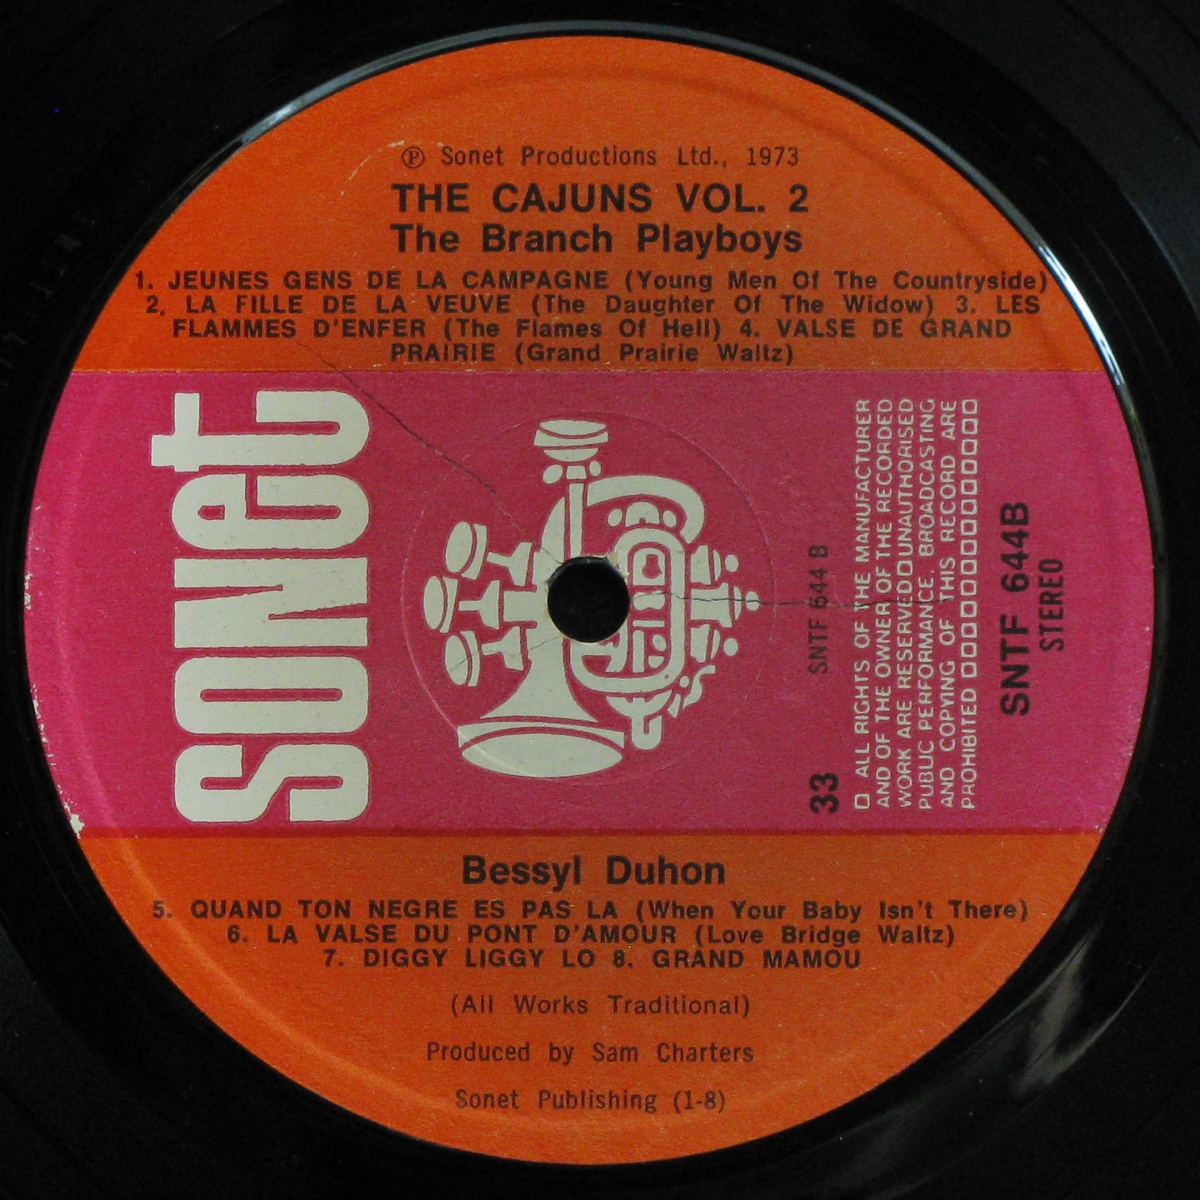 ℗ Sonet Productions Ltd., 1973
THE CAJUNS VOL. 2
The Branch Playboys
1. JEUNES GENS DE LA CAMPAGNE (Young Men Of The Countryside)
2. LA FILLE DE LA VEUVE (The Daughter Of The Widow) 3. LES
FLAMMES D'ENFER (The Flames Of Hell) 4. VALSE DE GRAND
PRAIRIE (Grand Prairie Waltz)
sonet
SNTF 644 B
33
□ ALL RIGHTS OF THE MANUFACTURER
AND OF THE OWNER OF THE RECORDED
WORK ARE RESERVED□UNAUTHORISED
PUBLIC PERFORMANCE, BROADCASTING
AND COPYING OF THIS RECORD ARE
PROHIBITED □□□□□□□□□□□□□□
SNTF 644B
STEREO
Bessyl Duhon
5. QUAND TON NEGRE ES PAS LA (When Your Baby Isn't There)
6. LA VALSE DU PONT D'AMOUR (Love Bridge Waltz)
7. DIGGY LIGGY LO 8. GRAND MAMOU
(All Works Traditional)
Produced by Sam Charters
Sonet Publishing (1-8)